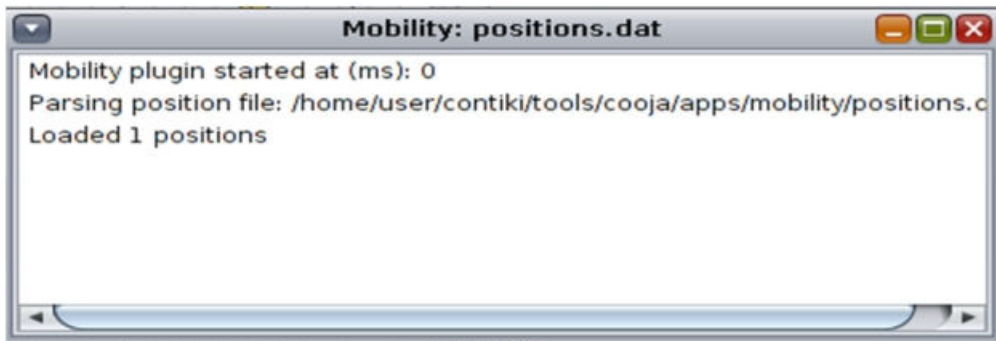 Mobility: positions.dat
Mobility plugin started at (ms): 0
Parsing position file: /home/user/contiki/tools/cooja/apps/mobility/positions.d
Loaded 1 positions